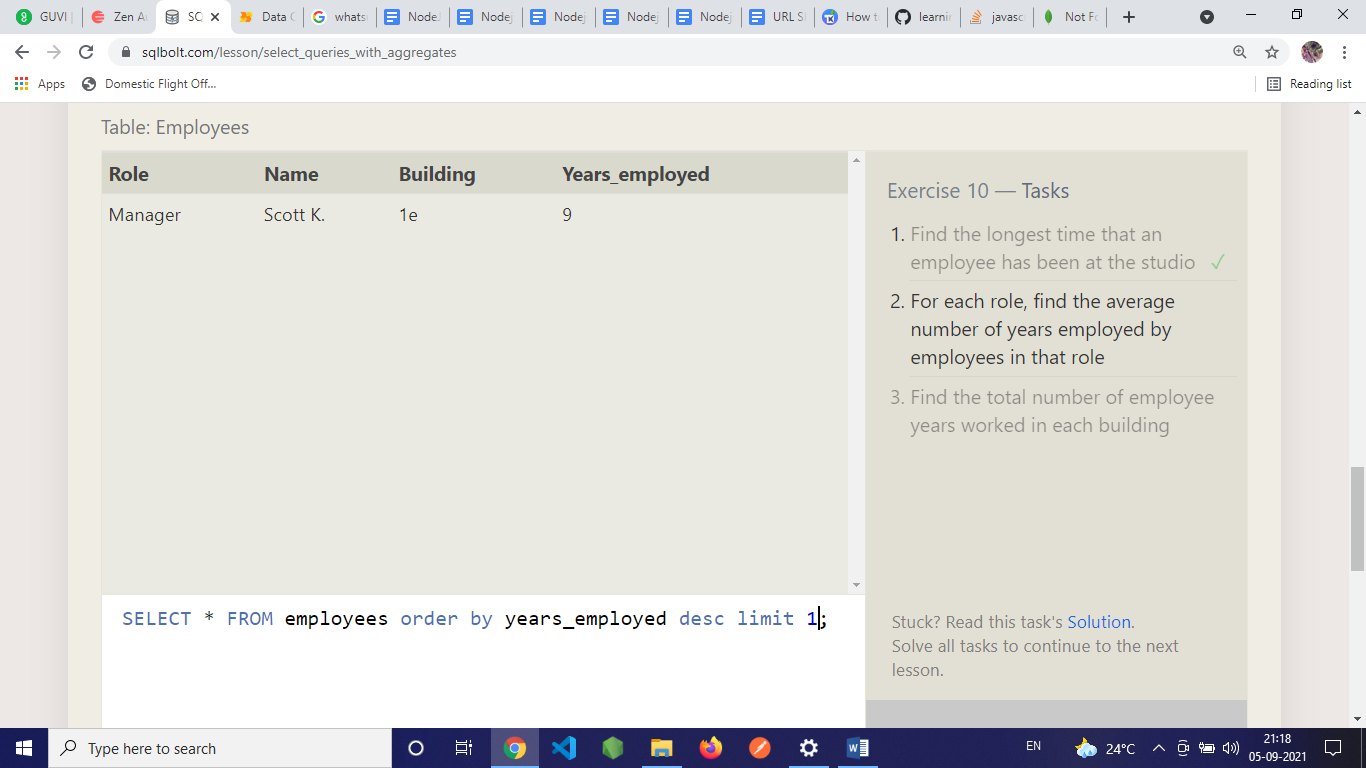 GUVI
Zen Au
SQ
Data C
whats
NodeJ
Nodej
Nodej
Nodej
Nodej
URL S
How t
learnin
javasc
Not Fo
sqlbolt.com/lesson/select_queries_with_aggregates
Apps Domestic Flight Off... Reading list
Table: Employees
Role Name Building Years_employed
Manager Scott K. 1e 9
Exercise 10 — Tasks
1. Find the longest time that an
employee has been at the studio ✓
2. For each role, find the average
number of years employed by
employees in that role
3. Find the total number of employee
years worked in each building
SELECT * FROM employees order by years_employed desc limit 1;
Stuck? Read this task's Solution.
Solve all tasks to continue to the next
lesson.
Type here to search
EN
24°C
21:18
05-09-2021